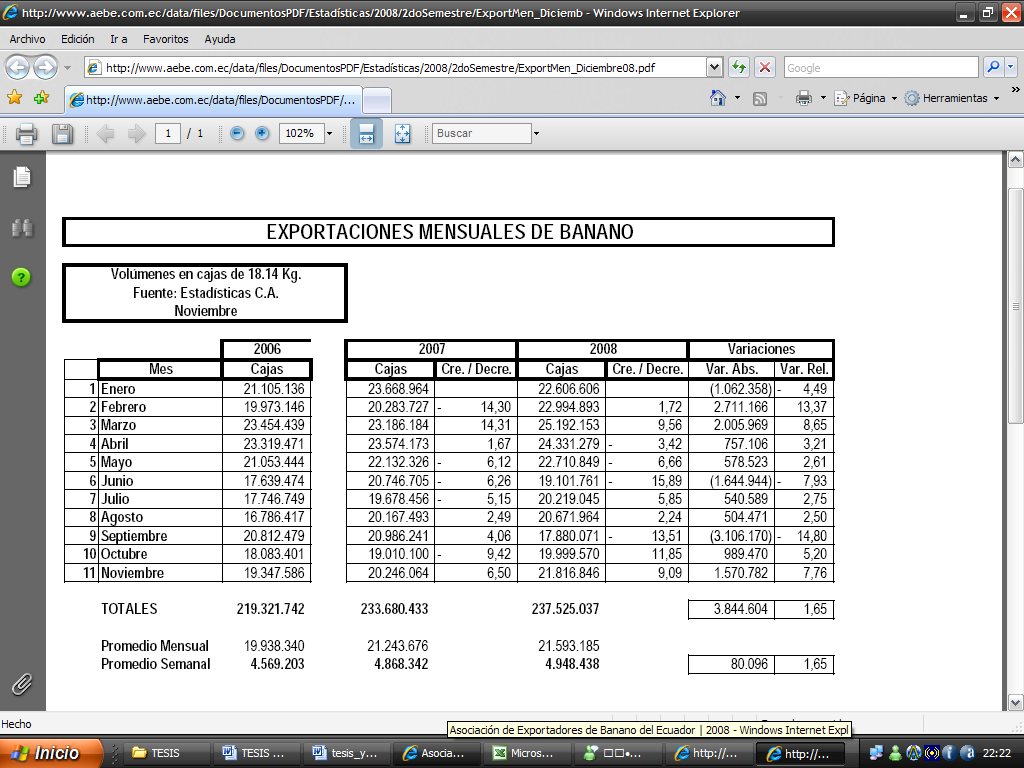 http://www.aebe.com.ec/data/files/DocumentosPDF/Estadísticas/2008/2doSemestre/ExportMen_Diciemb - Windows Internet Explorer
Archivo Edición Ir a Favoritos Ayuda
http://www.aebe.com.ec/data/files/DocumentosPDF/Estadísticas/2008/2doSemestre/ExportMen_Diciembre08.pdf Google
http://www.aebe.com.ec/data/files/DocumentosPDF/... Página Herramientas »
1 / 1 102% Buscar
EXPORTACIONES MENSUALES DE BANANO
Volúmenes en cajas de 18.14 Kg.
Fuente: Estadísticas C.A.
Noviembre
2006 2007 2008 Variaciones
Mes Cajas Cajas Cre. / Decre. Cajas Cre. / Decre. Var. Abs. Var. Rel.
1 Enero 21.105.136 23.668.964 22.606.606 (1.062.358) - 4,49
2 Febrero 19.973.146 20.283.727 - 14,30 22.994.893 1,72 2.711.166 13,37
3 Marzo 23.454.439 23.186.184 14,31 25.192.153 9,56 2.005.969 8,65
4 Abril 23.319.471 23.574.173 1,67 24.331.279 - 3,42 757.106 3,21
5 Mayo 21.053.444 22.132.326 - 6,12 22.710.849 - 6,66 578.523 2,61
6 Junio 17.639.474 20.746.705 - 6,26 19.101.761 - 15,89 (1.644.944) - 7,93
7 Julio 17.746.749 19.678.456 - 5,15 20.219.045 5,85 540.589 2,75
8 Agosto 16.786.417 20.167.493 2,49 20.671.964 2,24 504.471 2,50
9 Septiembre 20.812.479 20.986.241 4,06 17.880.071 - 13,51 (3.106.170) - 14,80
10 Octubre 18.083.401 19.010.100 - 9,42 19.999.570 11,85 989.470 5,20
11 Noviembre 19.347.586 20.246.064 6,50 21.816.846 9,09 1.570.782 7,76
TOTALES 219.321.742 233.680.433 237.525.037 3.844.604 1,65
Promedio Mensual 19.938.340 21.243.676 21.593.185
Promedio Semanal 4.569.203 4.868.342 4.948.438 80.096 1,65
Hecho
Asociación de Exportadores de Banano del Ecuador | 2008 - Windows Internet Expl
Inicio TESIS TESIS ... tesis_y... Asocia... Micros... http://... http://... 22:22